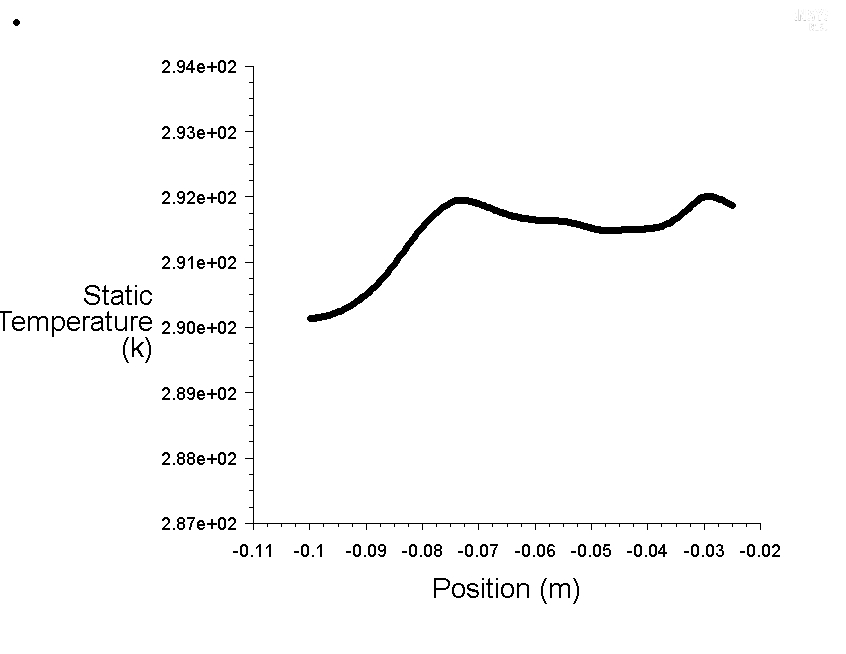 2.94e+02
2.93e+02
2.92e+02
2.91e+02
Static
Temperature
(k)
2.90e+02
2.89e+02
2.88e+02
2.87e+02
-0.11 -0.1 -0.09 -0.08 -0.07 -0.06 -0.05 -0.04 -0.03 -0.02
Position (m)